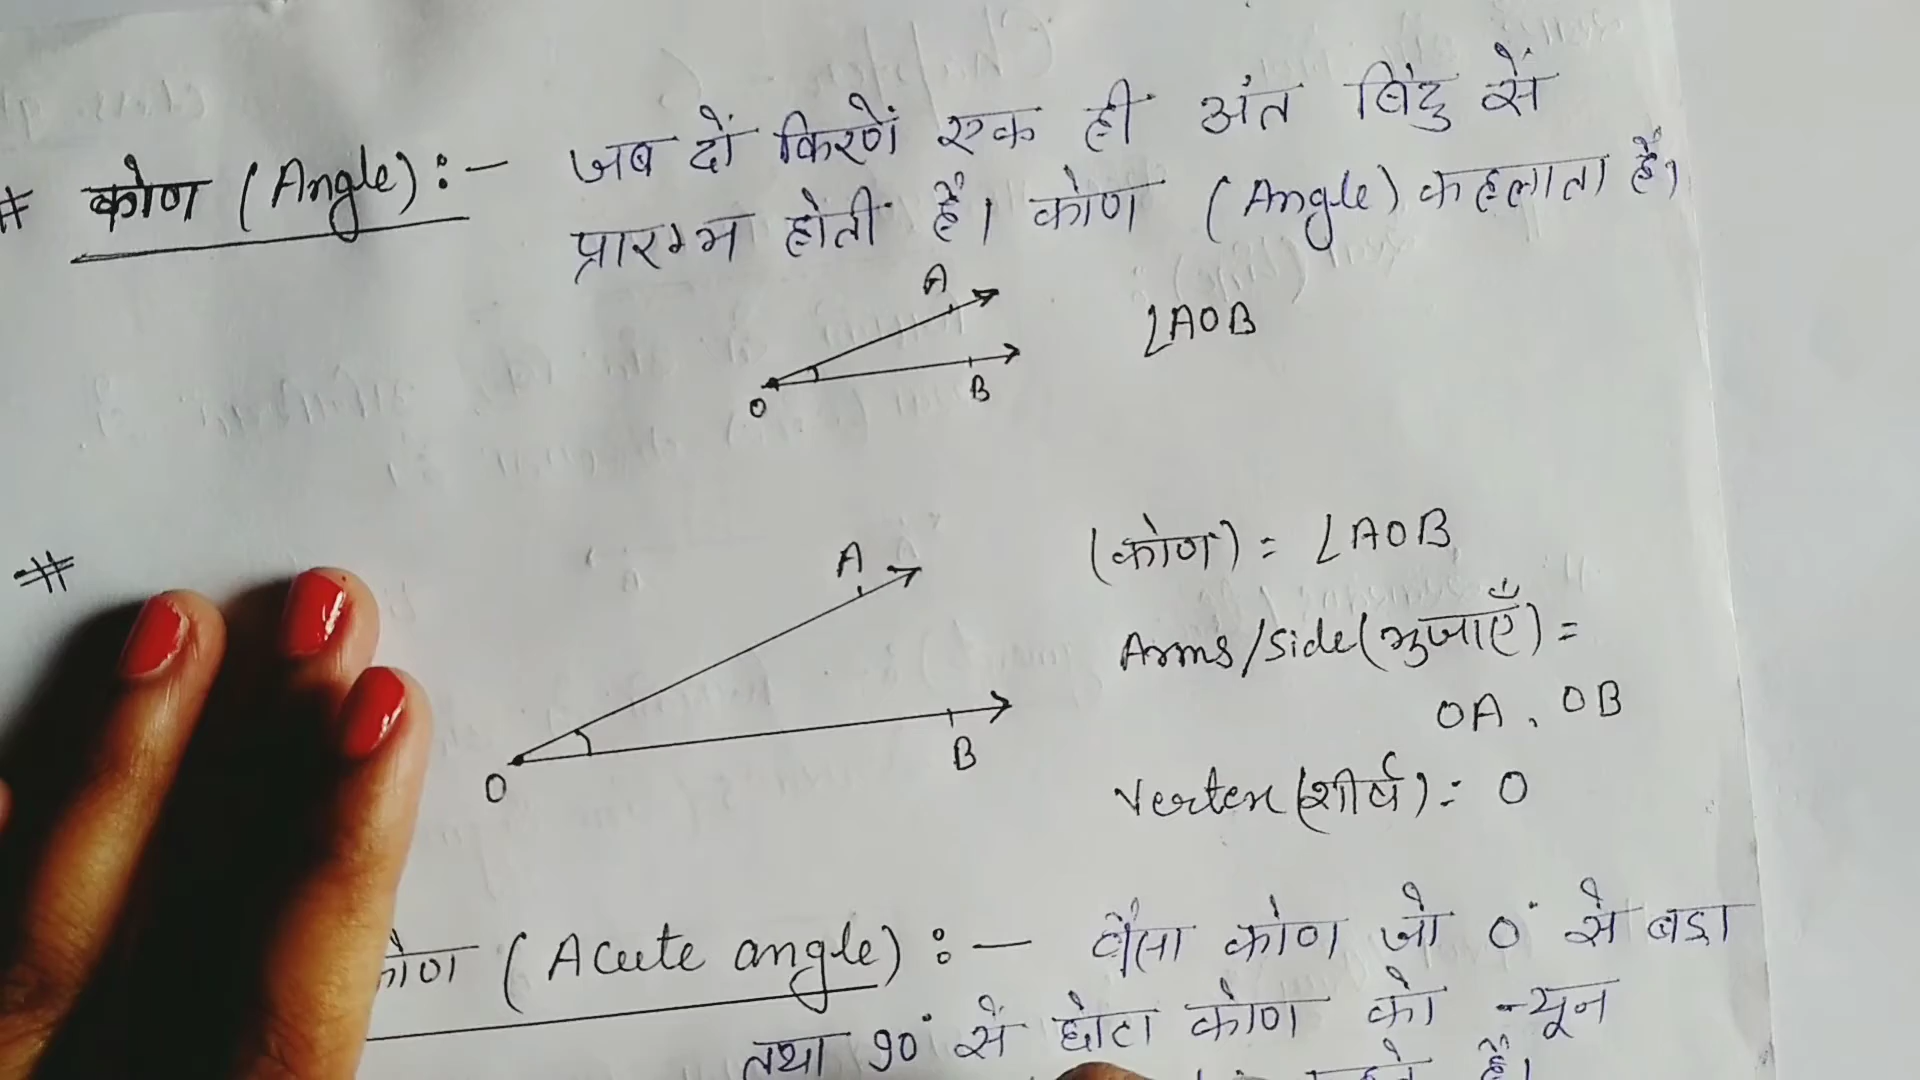 # कोण (Angle) :- जब दों किरणें एक ही अंत बिंदु सें
प्रारम्भ होती है। कोण (Angle) कहलाता है।
A
∠AOB
O B
#
A
(कोण) = ∠AOB
Arms/side(भुजाएँ) =
OA, OB
O B
Vertex(शीर्ष) = O
कोण (Acute angle) :- वैसा कोण जो 0° से बड़ा
तथा 90° सें छोटा कोण को न्यून
है।